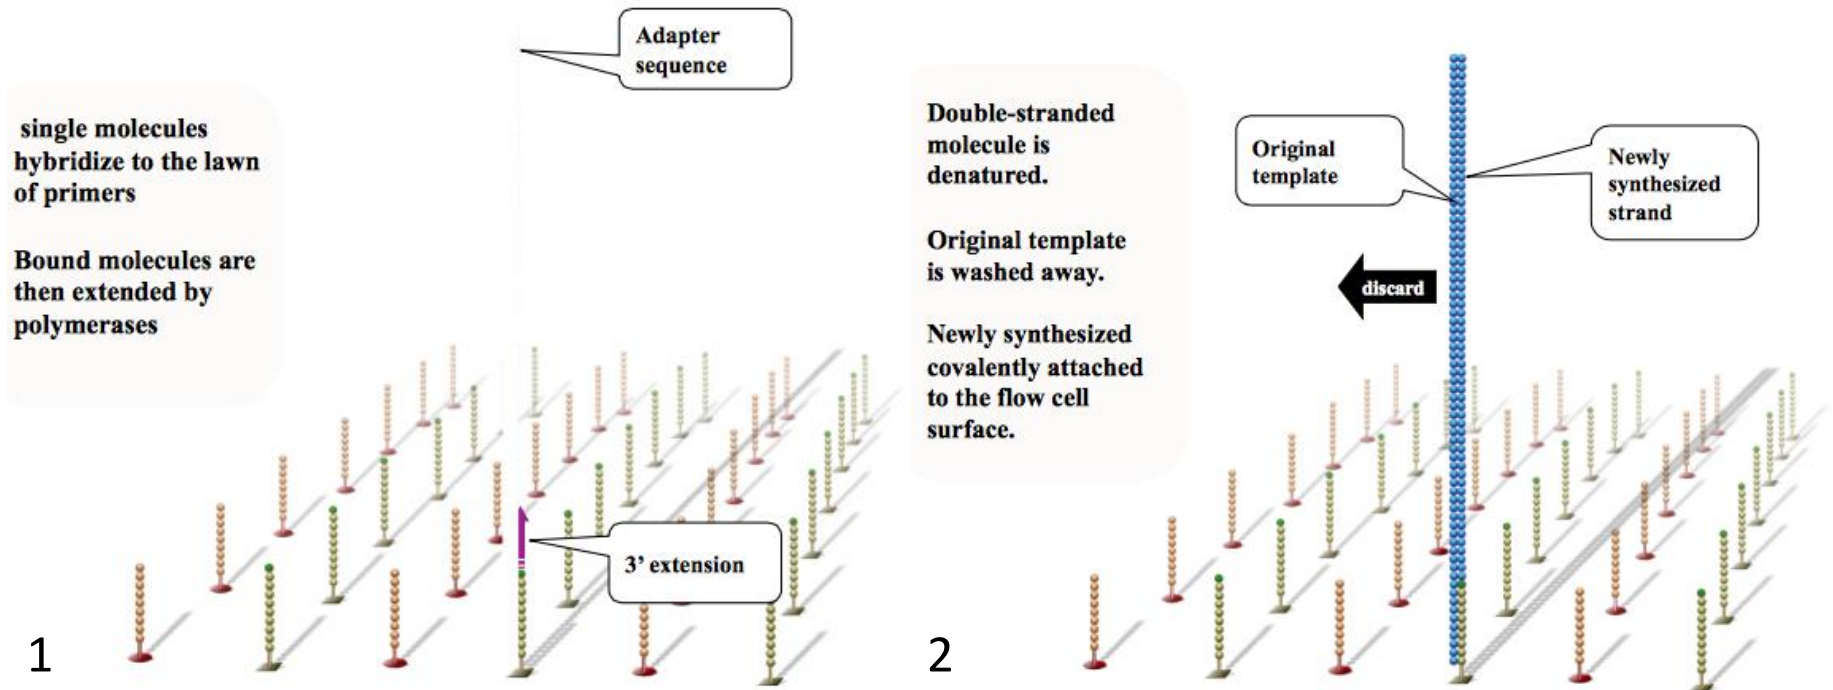 single molecules
hybridize to the lawn
of primers
Bound molecules are
then extended by
polymerases
Adapter
sequence
3’ extension
1
Double-stranded
molecule is
denatured.
Original template
is washed away.
Newly synthesized
covalently attached
to the flow cell
surface.
Original
template
Newly
synthesized
strand
discard
2